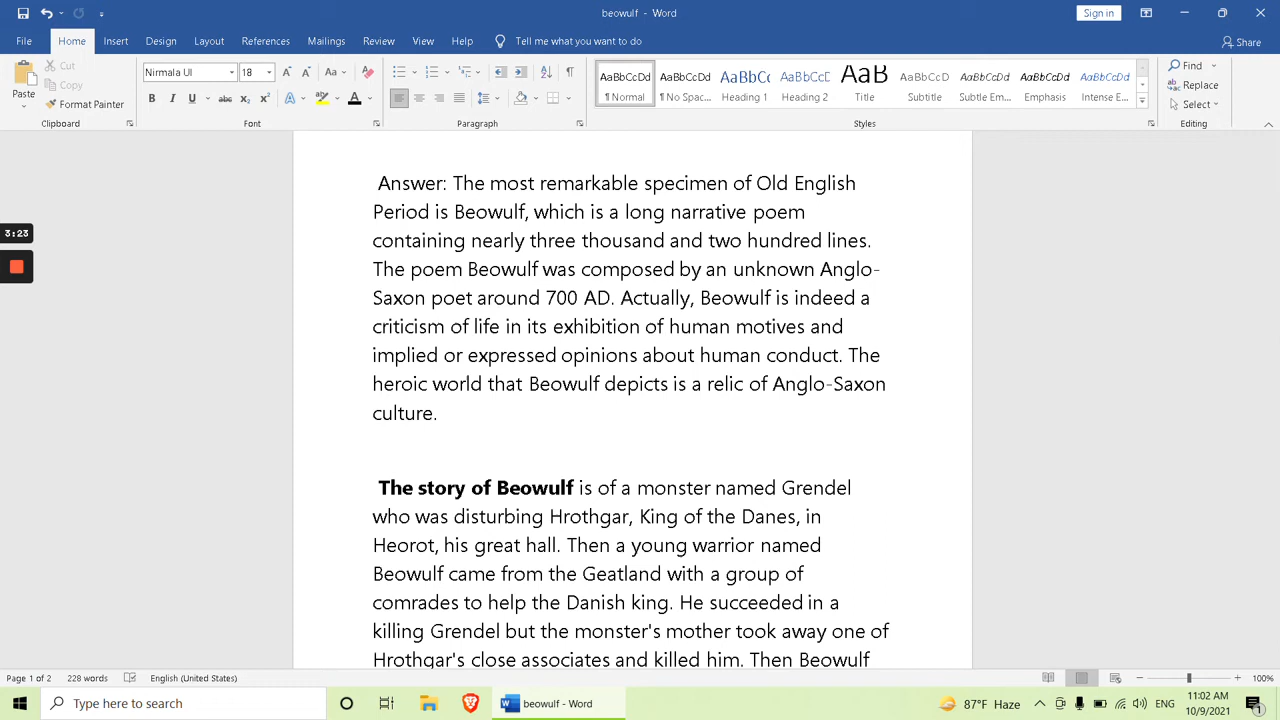 beowulf - Word
Sign in
File Home Insert Design Layout References Mailings Review View Help Tell me what you want to do Share
Paste Cut Copy Format Painter
Nirmala UI 18
AaBbCcDd AaBbCcDd AaBbCc AaBbCcD AaB AaBbCcDd AaBbCcDd AaBbCcDd AaBbCcDd
¶ Normal ¶ No Spac... Heading 1 Heading 2 Title Subtitle Subtle Em... Emphasis Intense E...
Find Replace Select
Clipboard Font Paragraph Styles Editing
3:23
Answer: The most remarkable specimen of Old English
Period is Beowulf, which is a long narrative poem
containing nearly three thousand and two hundred lines.
The poem Beowulf was composed by an unknown Anglo-
Saxon poet around 700 AD. Actually, Beowulf is indeed a
criticism of life in its exhibition of human motives and
implied or expressed opinions about human conduct. The
heroic world that Beowulf depicts is a relic of Anglo-Saxon
culture.
The story of Beowulf is of a monster named Grendel
who was disturbing Hrothgar, King of the Danes, in
Heorot, his great hall. Then a young warrior named
Beowulf came from the Geatland with a group of
comrades to help the Danish king. He succeeded in a
killing Grendel but the monster's mother took away one of
Hrothgar's close associates and killed him. Then Beowulf
Page 1 of 2 228 words English (United States) 100%
Type here to search
beowulf - Word
87°F Haze
ENG
11:02 AM
10/9/2021
1